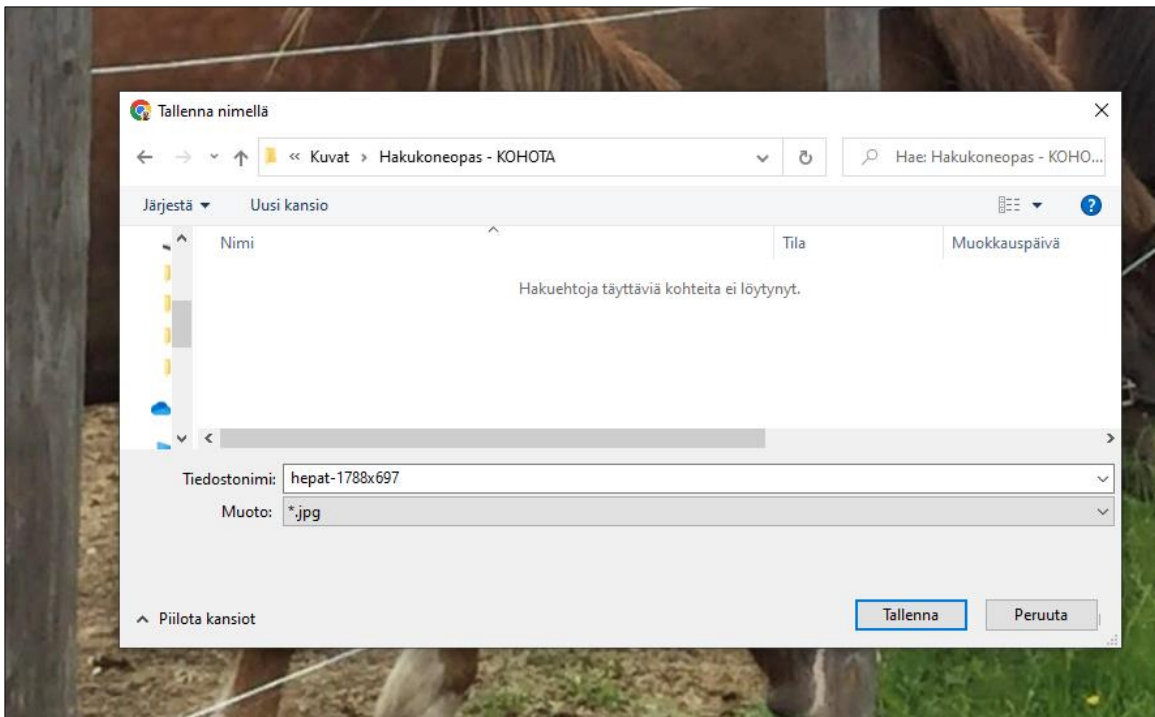 Tallenna nimellä
« Kuvat › Hakukoneopas - KOHOTA
Hae: Hakukoneopas - KOHO...
Järjestä Uusi kansio
Nimi Tila Muokkauspäivä
Hakuehtoja täyttäviä kohteita ei löytynyt.
Tiedostonimi: hepat-1788x697
Muoto: *.jpg
Piilota kansiot Tallenna Peruuta